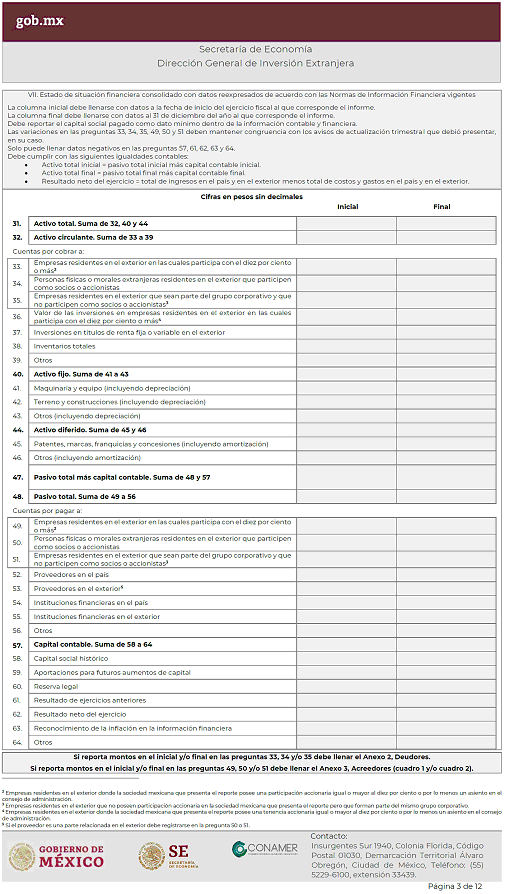 gob.mx
Secretaría de Economía
Dirección General de Inversión Extranjera
VII. Estado de situación financiera consolidado con datos reexpresados de acuerdo con las Normas de Información Financiera vigentes
La columna inicial debe llenarse con datos a la fecha de inicio del ejercicio fiscal al que corresponde el informe.
La columna final debe llenarse con datos al 31 de diciembre del año al que corresponde el informe.
Debe reportar el capital social pagado como dato mínimo dentro de la información contable y financiera.
Las variaciones en las preguntas 33, 34, 35, 49, 50 y 51 deben mantener congruencia con los avisos de actualización trimestral que debió presentar,
en su caso.
Solo puede llenar datos negativos en las preguntas 57, 61, 62, 63 y 64.
Debe cumplir con las siguientes igualdades contables:
• Activo total inicial = pasivo total inicial más capital contable inicial.
• Activo total final = pasivo total final más capital contable final.
• Resultado neto del ejercicio = total de ingresos en el país y en el exterior menos total de costos y gastos en el país y en el exterior.
Cifras en pesos sin decimales
Inicial Final
31. Activo total. Suma de 32, 40 y 44
32. Activo circulante. Suma de 33 a 39
Cuentas por cobrar a:
33. Empresas residentes en el exterior en las cuales participa con el diez por ciento
o más²
34. Personas físicas o morales extranjeras residentes en el exterior que participen
como socios o accionistas
35. Empresas residentes en el exterior que sean parte del grupo corporativo y que
no participen como socios o accionistas³
36. Valor de las inversiones en empresas residentes en el exterior en las cuales
participa con el diez por ciento o más⁴
37. Inversiones en títulos de renta fija o variable en el exterior
38. Inventarios totales
39. Otros
40. Activo fijo. Suma de 41 a 43
41. Maquinaria y equipo (incluyendo depreciación)
42. Terreno y construcciones (incluyendo depreciación)
43. Otros (incluyendo depreciación)
44. Activo diferido. Suma de 45 y 46
45. Patentes, marcas, franquicias y concesiones (incluyendo amortización)
46. Otros (incluyendo amortización)
47. Pasivo total más capital contable. Suma de 48 y 57
48. Pasivo total. Suma de 49 a 56
Cuentas por pagar a:
49. Empresas residentes en el exterior en las cuales participa con el diez por ciento
o más²
50. Personas físicas o morales extranjeras residentes en el exterior que participen
como socios o accionistas
51. Empresas residentes en el exterior que sean parte del grupo corporativo y que
no participen como socios o accionistas³
52. Proveedores en el país
53. Proveedores en el exterior⁵
54. Instituciones financieras en el país
55. Instituciones financieras en el exterior
56. Otros
57. Capital contable. Suma de 58 a 64
58. Capital social histórico
59. Aportaciones para futuros aumentos de capital
60. Reserva legal
61. Resultado de ejercicios anteriores
62. Resultado neto del ejercicio
63. Reconocimiento de la inflación en la información financiera
64. Otros
Si reporta montos en el inicial y/o final en las preguntas 33, 34 y/o 35 debe llenar el Anexo 2, Deudores.
Si reporta montos en el inicial y/o final en las preguntas 49, 50 y/o 51 debe llenar el Anexo 3, Acreedores (cuadro 1 y/o cuadro 2).
² Empresas residentes en el exterior donde la sociedad mexicana que presenta el reporte posee una participación accionaria igual o mayor al diez por ciento o por lo menos un asiento en el
consejo de administración.
³ Empresas residentes en el exterior que no poseen participación accionaria en la sociedad mexicana que presenta el reporte pero que forman parte del mismo grupo corporativo.
⁴ Empresas residentes en el exterior donde la sociedad mexicana que presenta el reporte posee una tenencia accionaria igual o mayor al diez por ciento o por lo menos un asiento en el consejo
de administración.
⁵ Si el proveedor es una parte relacionada en el exterior debe registrarse en la pregunta 50 o 51.
GOBIERNO DE
MÉXICO
SE
SECRETARÍA
DE ECONOMÍA
CONAMER
Contacto:
Insurgentes Sur 1940, Colonia Florida, Código
Postal 01030, Demarcación Territorial Álvaro
Obregón, Ciudad de México, Teléfono: (55)
5229-6100, extensión 33439.
Página 3 de 12